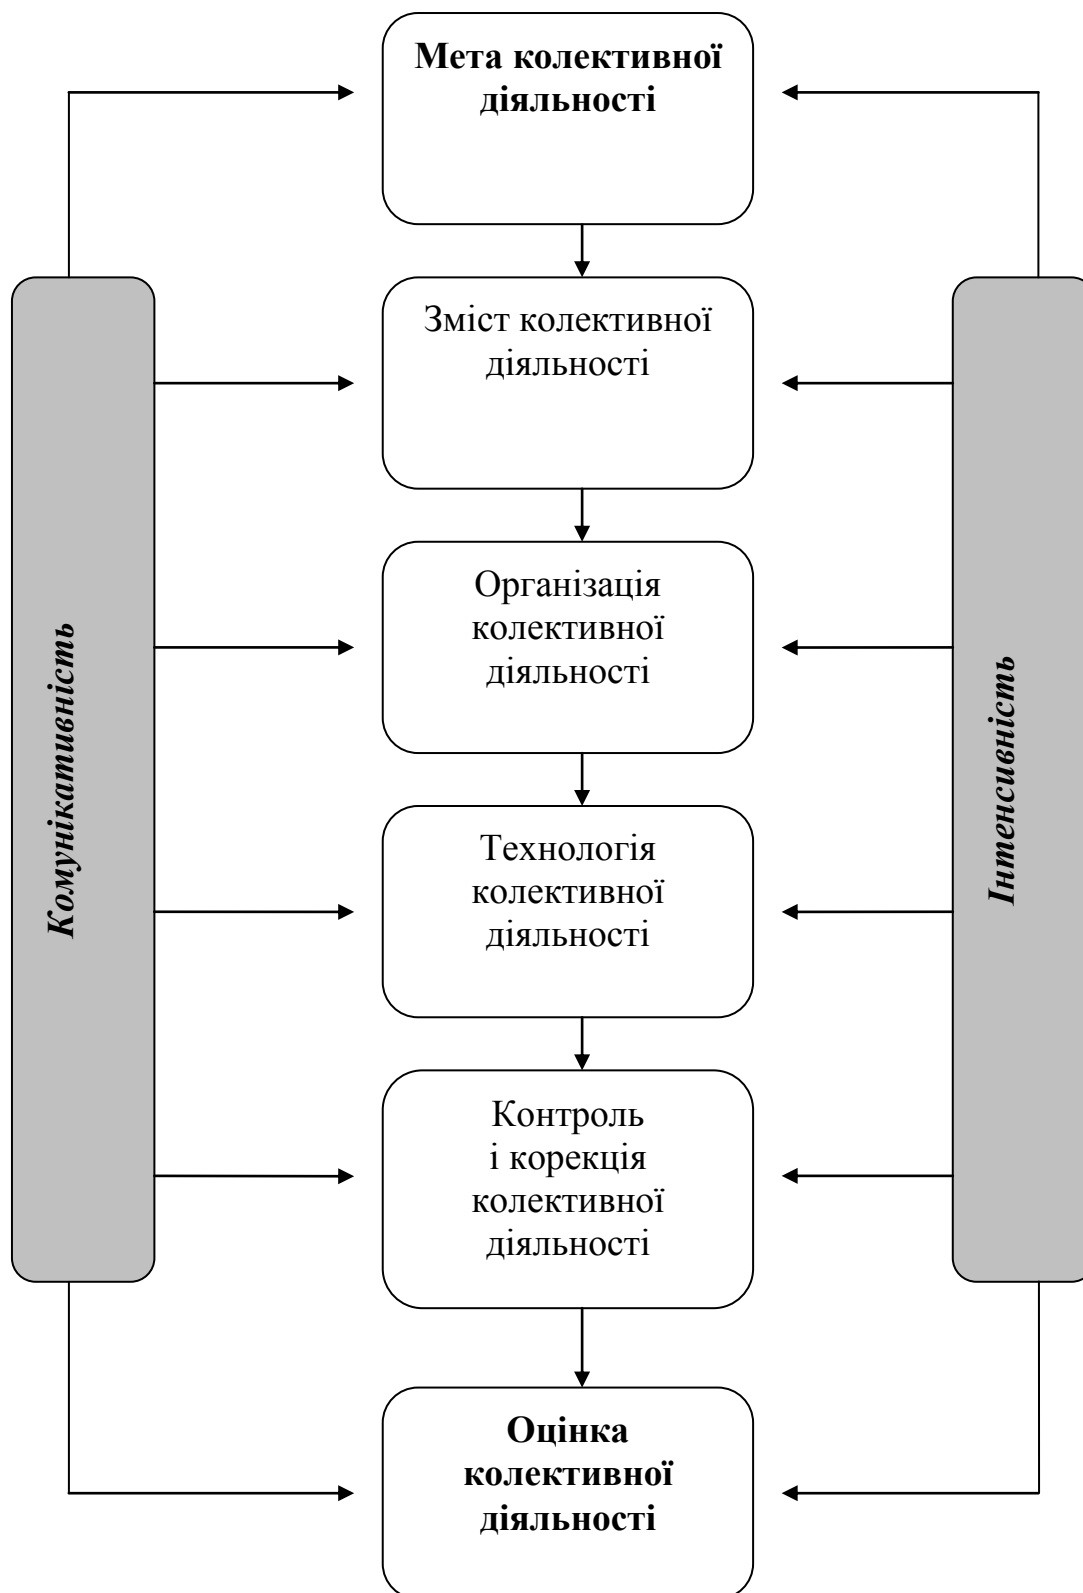 Мета колективної
діяльності
Зміст колективної
діяльності
Організація
колективної
діяльності
Технологія
колективної
діяльності
Контроль
і корекція
колективної
діяльності
Оцінка
колективної
діяльності
Комунікативність
Інтенсивність